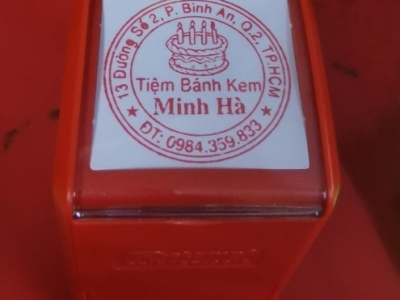 13 Đường Số 2, P. Bình An, Q.2, TP.HCM
Tiệm Bánh Kem
Minh Hà
ĐT: 0984.359.833